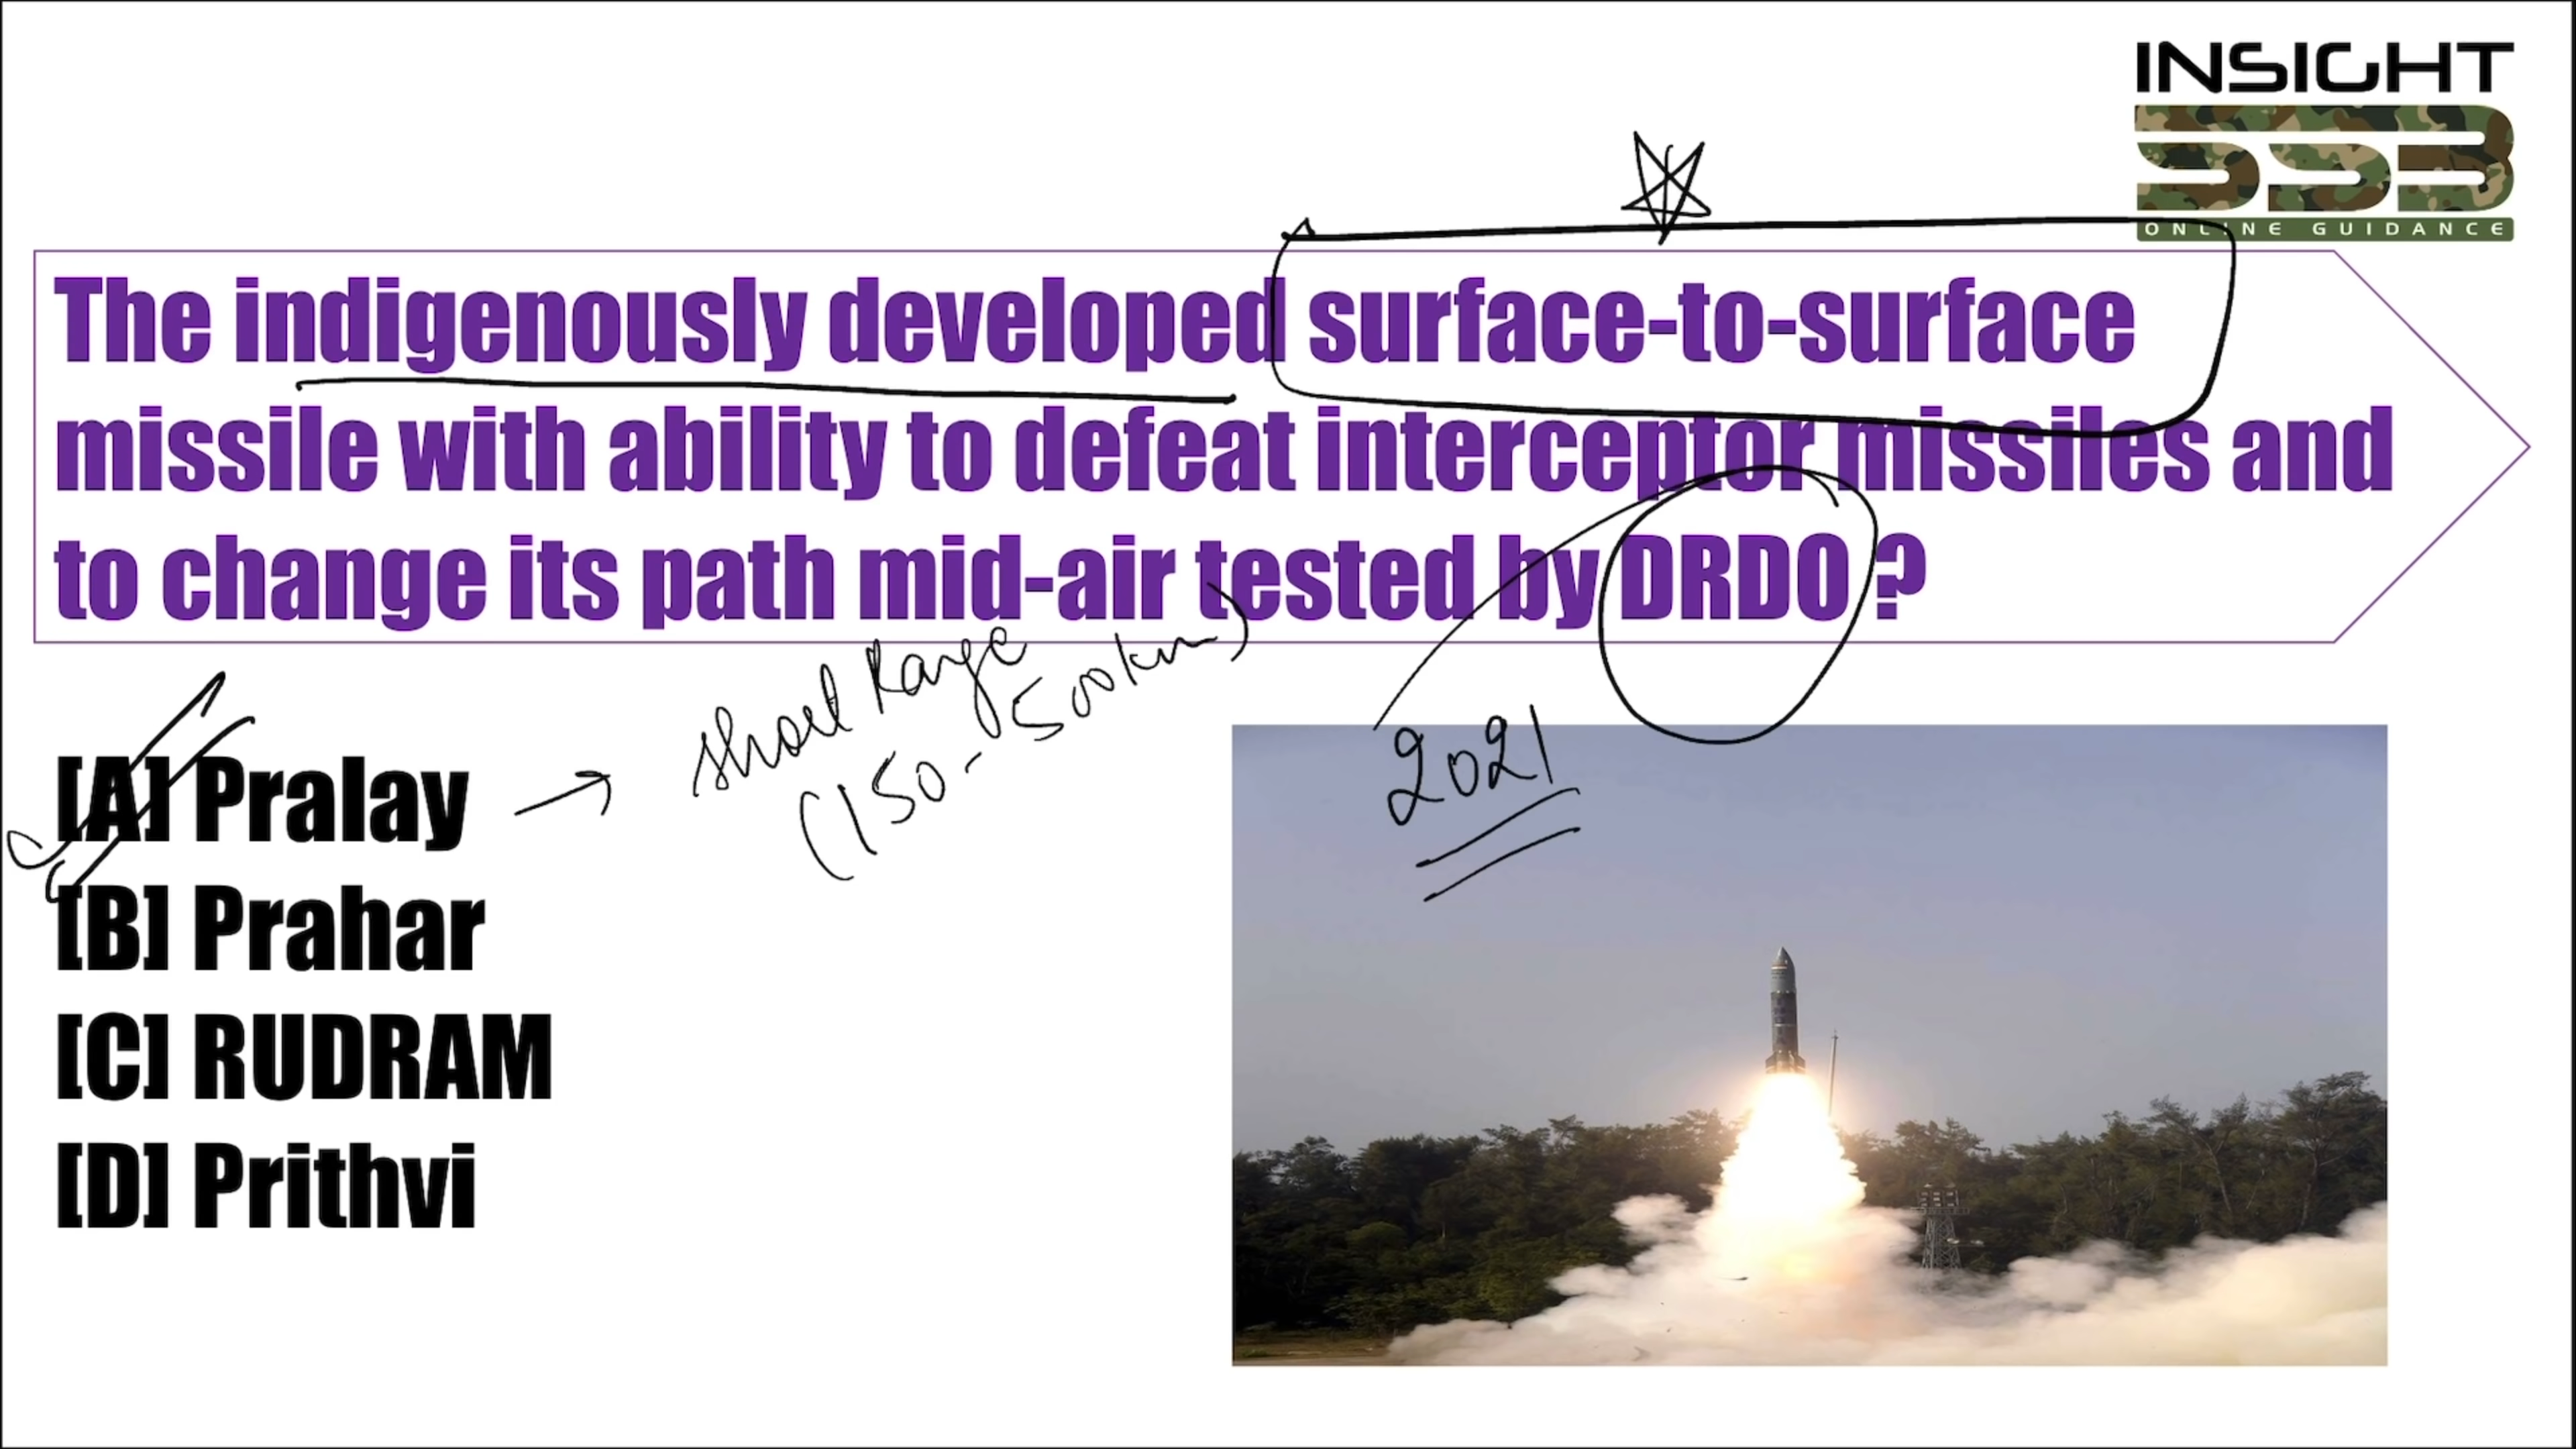 INSIGHT
SSB
ONLINE GUIDANCE
The indigenously developed surface-to-surface
missile with ability to defeat interceptor missiles and
to change its path mid-air tested by DRDO ?
Short Range
(150-500km)
2021
[A] Pralay
[B] Prahar
[C] RUDRAM
[D] Prithvi